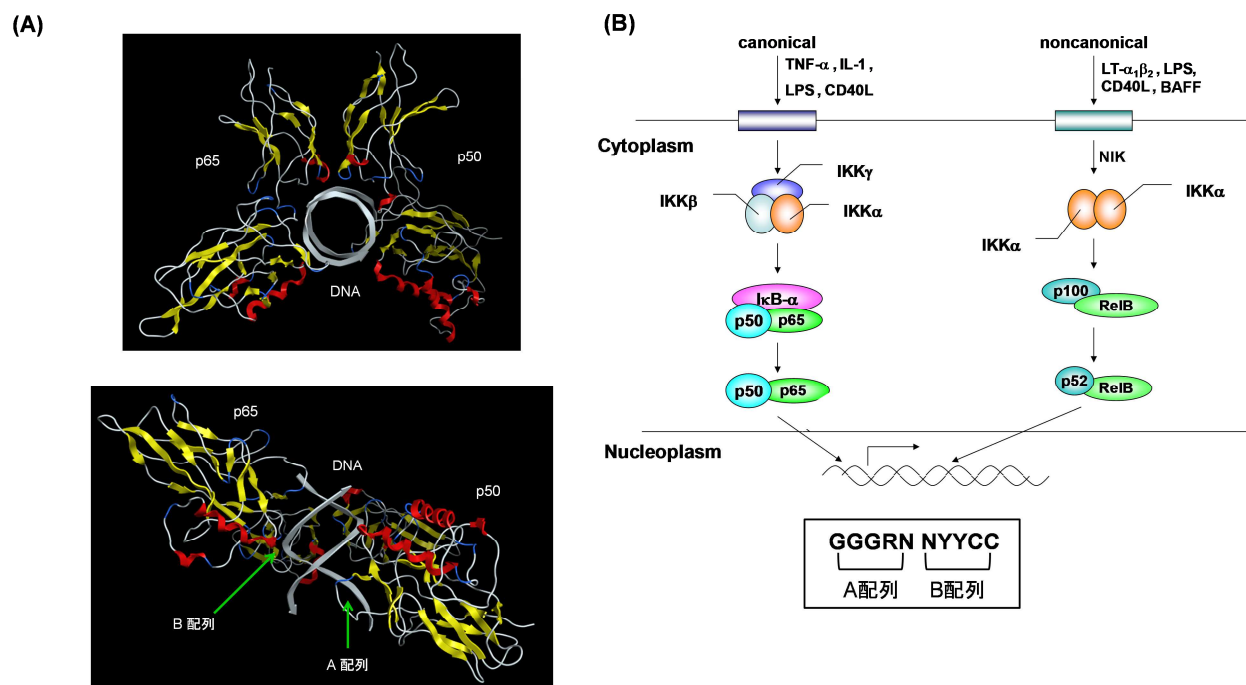 (A)
p65
p50
DNA
p65
DNA
p50
B 配列
A 配列
(B)
canonical
TNF-α , IL-1 ,
LPS , CD40L
noncanonical
LT-α1β2 , LPS,
CD40L , BAFF
Cytoplasm
NIK
IKKγ
IKKβ
IKKα
IKKα
IKKα
IκB-α
p50
p65
p100
RelB
p50
p65
p52
RelB
Nucleoplasm
GGGRN NYYCC
A配列
B配列